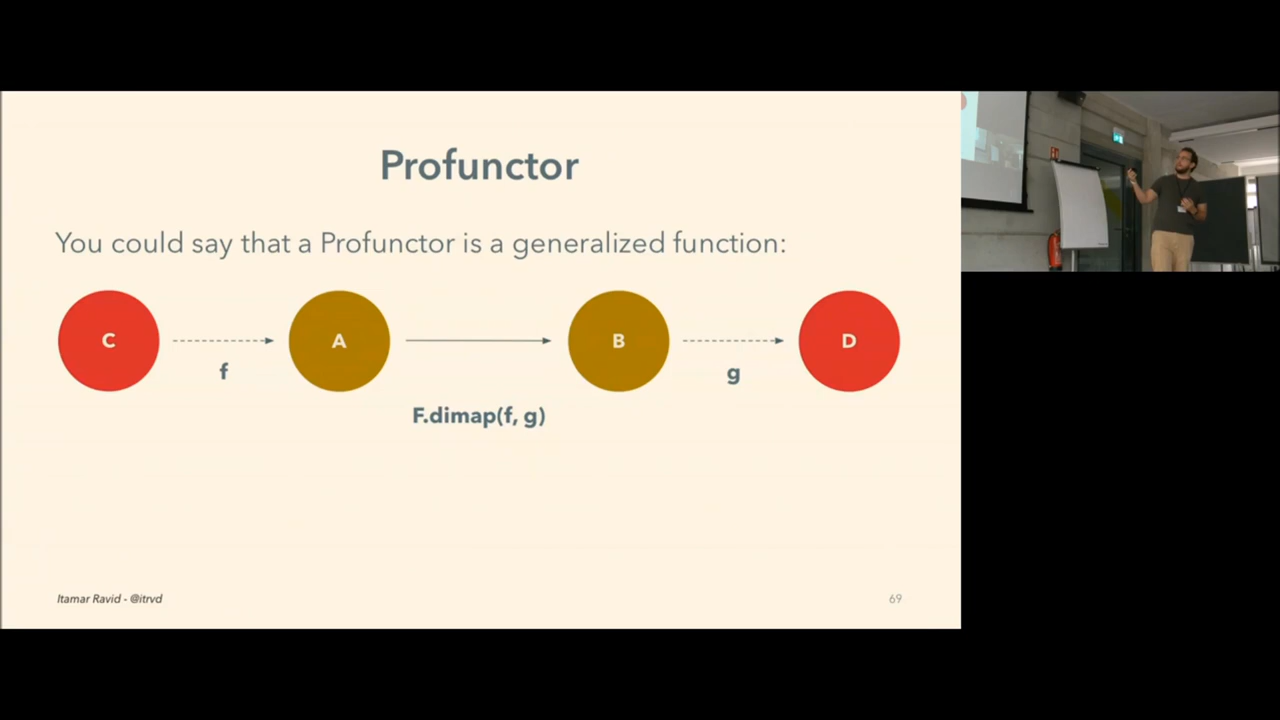 Profunctor
You could say that a Profunctor is a generalized function:
C
A
B
D
f
g
F.dimap(f, g)
Itamar Ravid - @itrvd
69